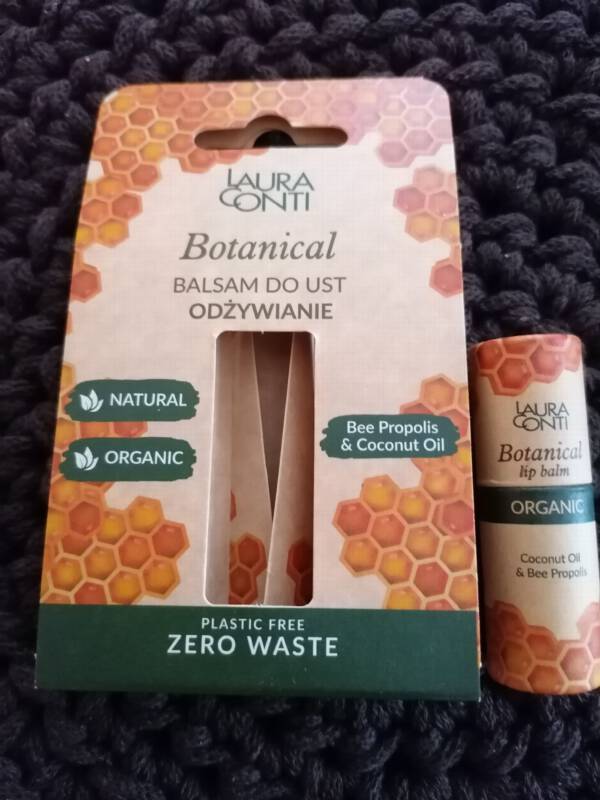 LAURA
CONTI
Botanical
BALSAM DO UST
ODŻYWIANIE
NATURAL
ORGANIC
Bee Propolis
& Coconut Oil
PLASTIC FREE
ZERO WASTE
LAURA
CONTI
Botanical
lip balm
ORGANIC
Coconut Oil
& Bee Propolis